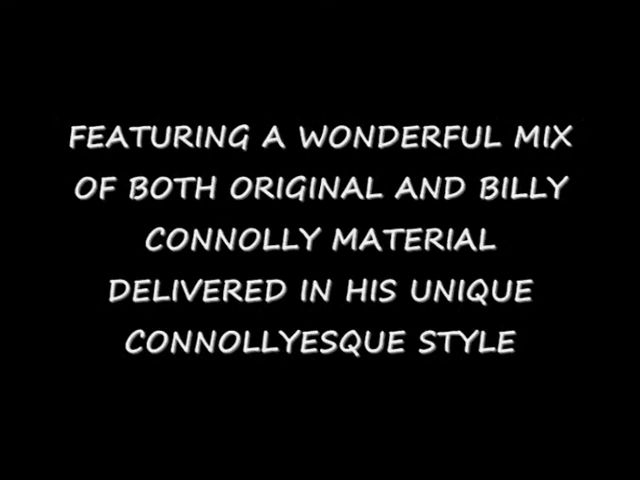 FEATURING A WONDERFUL MIX
OF BOTH ORIGINAL AND BILLY
CONNOLLY MATERIAL
DELIVERED IN HIS UNIQUE
CONNOLLYESQUE STYLE